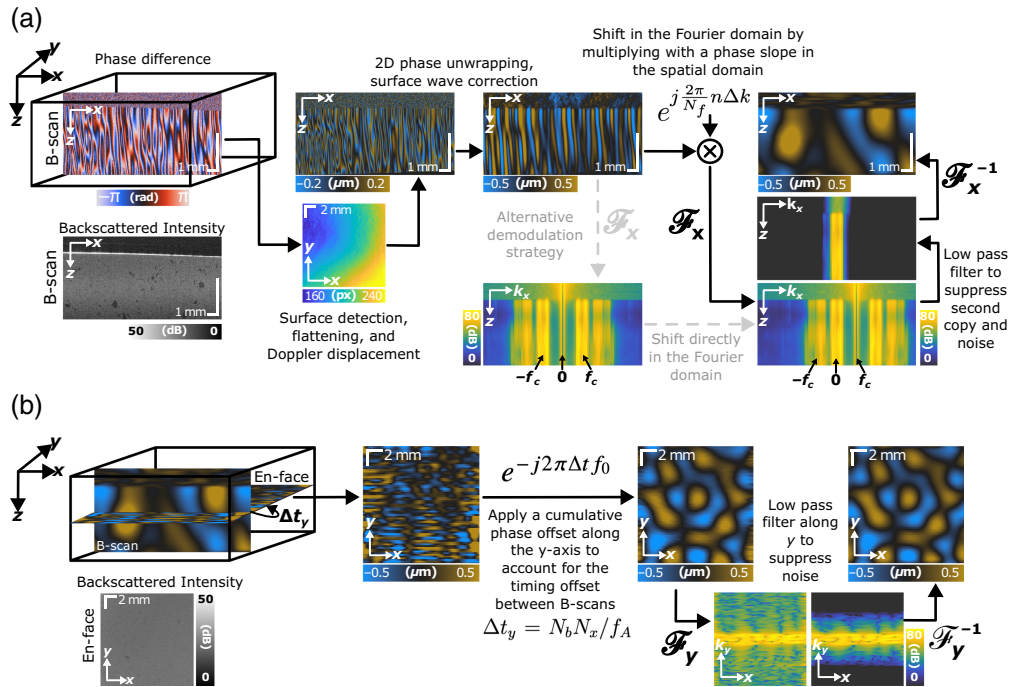 (a)
y
x
z
Phase difference
B-scan
x
z
1 mm
−π (rad) π
Backscattered Intensity
B-scan
x
z
1 mm
50 (dB) 0
2D phase unwrapping,
surface wave correction
x
z
1 mm
-0.2 (μm) 0.2
x
z
1 mm
−0.5 (μm) 0.5
2 mm
y
x
160 (px) 240
Surface detection,
flattening, and
Doppler displacement
Alternative
demodulation
strategy
ℱx
kx
z
80
(dB)
0
−fc 0 fc
Shift directly
in the Fourier
domain
Shift in the Fourier domain by
multiplying with a phase slope in
the spatial domain
e^{j\frac{2π}{N_f}nΔk}
⊗
ℱx
x
z
1 mm
−0.5 (μm) 0.5
ℱx−1
kx
z
Low pass
filter to
suppress
second
copy and
noise
kx
z
80
(dB)
0
−fc 0 fc
(b)
y
x
z
En-face
Δty
B-scan
Backscattered Intensity
En-face
2 mm
y
x
50
(dB)
0
2 mm
y
x
−0.5 (μm) 0.5
e^{−j2πΔtf_0}
Apply a cumulative
phase offset along
the y-axis to
account for the
timing offset
between B-scans
Δty = NbNx/fA
2 mm
y
x
−0.5 (μm) 0.5
Low pass
filter along
y to
suppress
noise
2 mm
y
x
−0.5 (μm) 0.5
ℱy
ky
x
ky
x
80
(dB)
0
ℱy−1